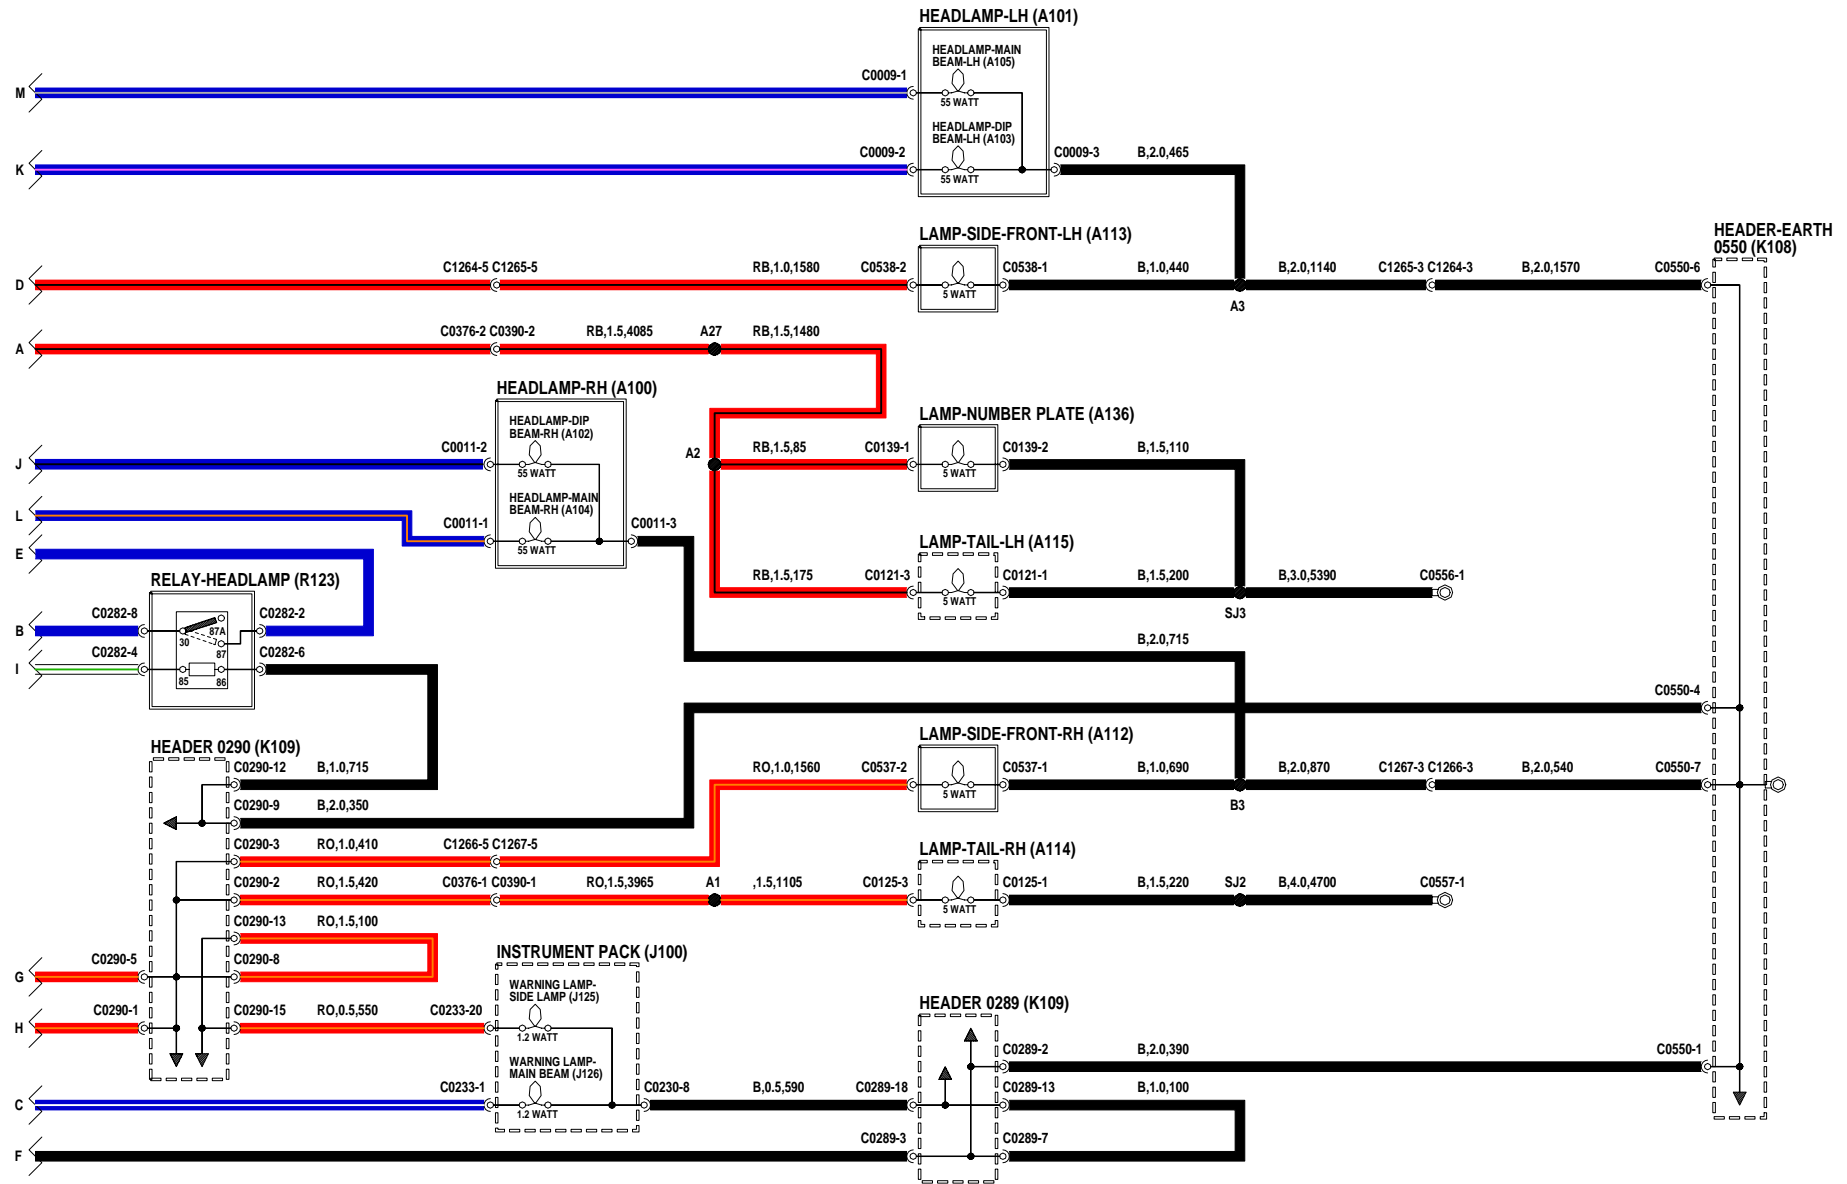 HEADLAMP-LH (A101)
HEADLAMP-MAIN
BEAM-LH (A105)
M
C0009-1
55 WATT
HEADLAMP-DIP
BEAM-LH (A103)
K
C0009-2
55 WATT
C0009-3
B,2.0,465
LAMP-SIDE-FRONT-LH (A113)
HEADER-EARTH
0550 (K108)
D
C1264-5 C1265-5
RB,1.0,1580
C0538-2
5 WATT
C0538-1
B,1.0,440
A3
B,2.0,1140
C1265-3 C1264-3
B,2.0,1570
C0550-6
A
C0376-2 C0390-2
RB,1.5,4085
A27
RB,1.5,1480
HEADLAMP-RH (A100)
HEADLAMP-DIP
BEAM-RH (A102)
J
C0011-2
55 WATT
HEADLAMP-MAIN
BEAM-RH (A104)
L
C0011-1
55 WATT
C0011-3
LAMP-NUMBER PLATE (A136)
A2
RB,1.5,85
C0139-1
5 WATT
C0139-2
B,1.5,110
LAMP-TAIL-LH (A115)
RB,1.5,175
C0121-3
5 WATT
C0121-1
B,1.5,200
SJ3
B,3.0,5390
C0556-1
B,2.0,715
E
RELAY-HEADLAMP (R123)
B
C0282-8
30
87A
87
C0282-2
I
C0282-4
85
86
C0282-6
C0550-4
HEADER 0290 (K109)
C0290-12
B,1.0,715
C0290-9
B,2.0,350
LAMP-SIDE-FRONT-RH (A112)
RO,1.0,1560
C0537-2
5 WATT
C0537-1
B,1.0,690
B3
B,2.0,870
C1267-3 C1266-3
B,2.0,540
C0550-7
C0290-3
RO,1.0,410
C1266-5 C1267-5
LAMP-TAIL-RH (A114)
C0290-2
RO,1.5,420
C0376-1 C0390-1
RO,1.5,3965
A1
,1.5,1105
C0125-3
5 WATT
C0125-1
B,1.5,220
SJ2
B,4.0,4700
C0557-1
C0290-13
RO,1.5,100
G
C0290-5
C0290-8
H
C0290-1
C0290-15
RO,0.5,550
C0233-20
INSTRUMENT PACK (J100)
WARNING LAMP-
SIDE LAMP (J125)
1.2 WATT
WARNING LAMP-
MAIN BEAM (J126)
C
C0233-1
1.2 WATT
C0230-8
B,0.5,590
C0289-18
HEADER 0289 (K109)
C0289-2
B,2.0,390
C0550-1
C0289-13
B,1.0,100
F
C0289-3
C0289-7